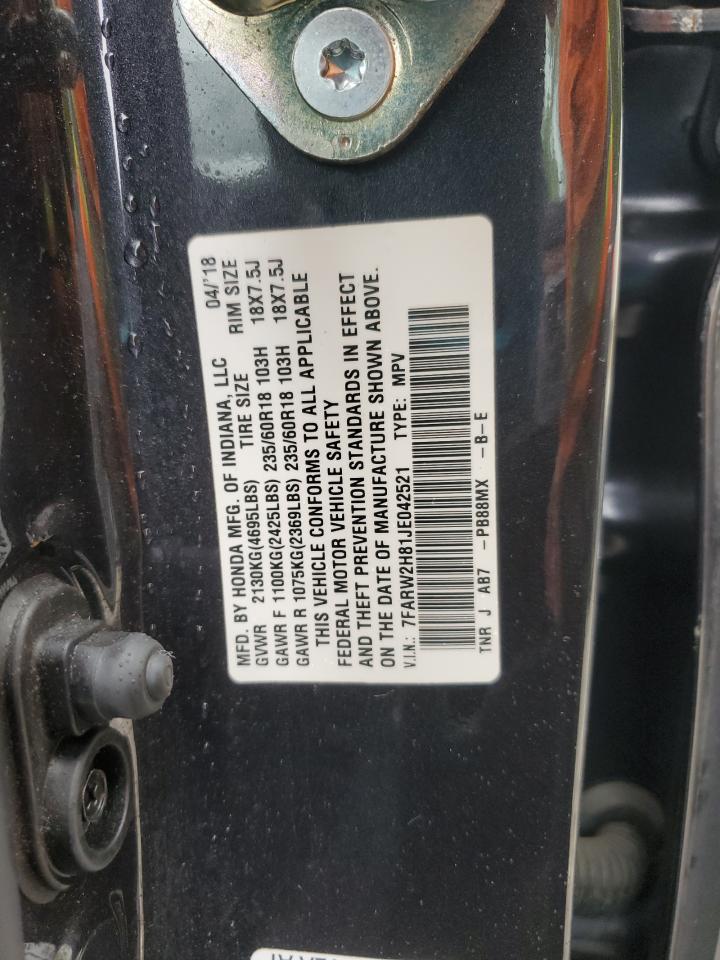 MFD. BY HONDA MFG. OF INDIANA, LLC 04/'18
GVWR 2130KG(4695LBS) TIRE SIZE RIM SIZE
GAWR F 1100KG(2425LBS) 235/60R18 103H 18X7.5J
GAWR R 1075KG(2369LBS) 235/60R18 103H 18X7.5J
THIS VEHICLE CONFORMS TO ALL APPLICABLE
FEDERAL MOTOR VEHICLE SAFETY
AND THEFT PREVENTION STANDARDS IN EFFECT
ON THE DATE OF MANUFACTURE SHOWN ABOVE.
V.I.N.: 7FARW2H81JE042521 TYPE: MPV
TNR J AB7 -PB88MX -B-E